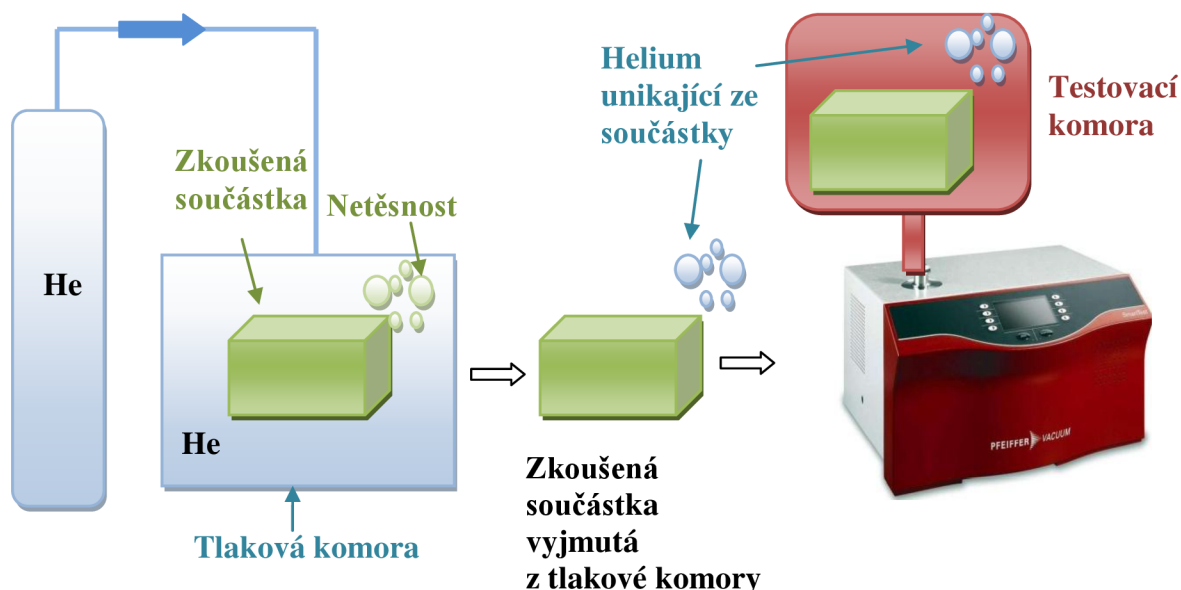 He
Zkoušená
součástka
Netěsnost
He
Tlaková komora
Zkoušená
součástka
vyjmutá
z tlakové komory
Helium
unikající ze
součástky
Testovací
komora
PFEIFFER VACUUM